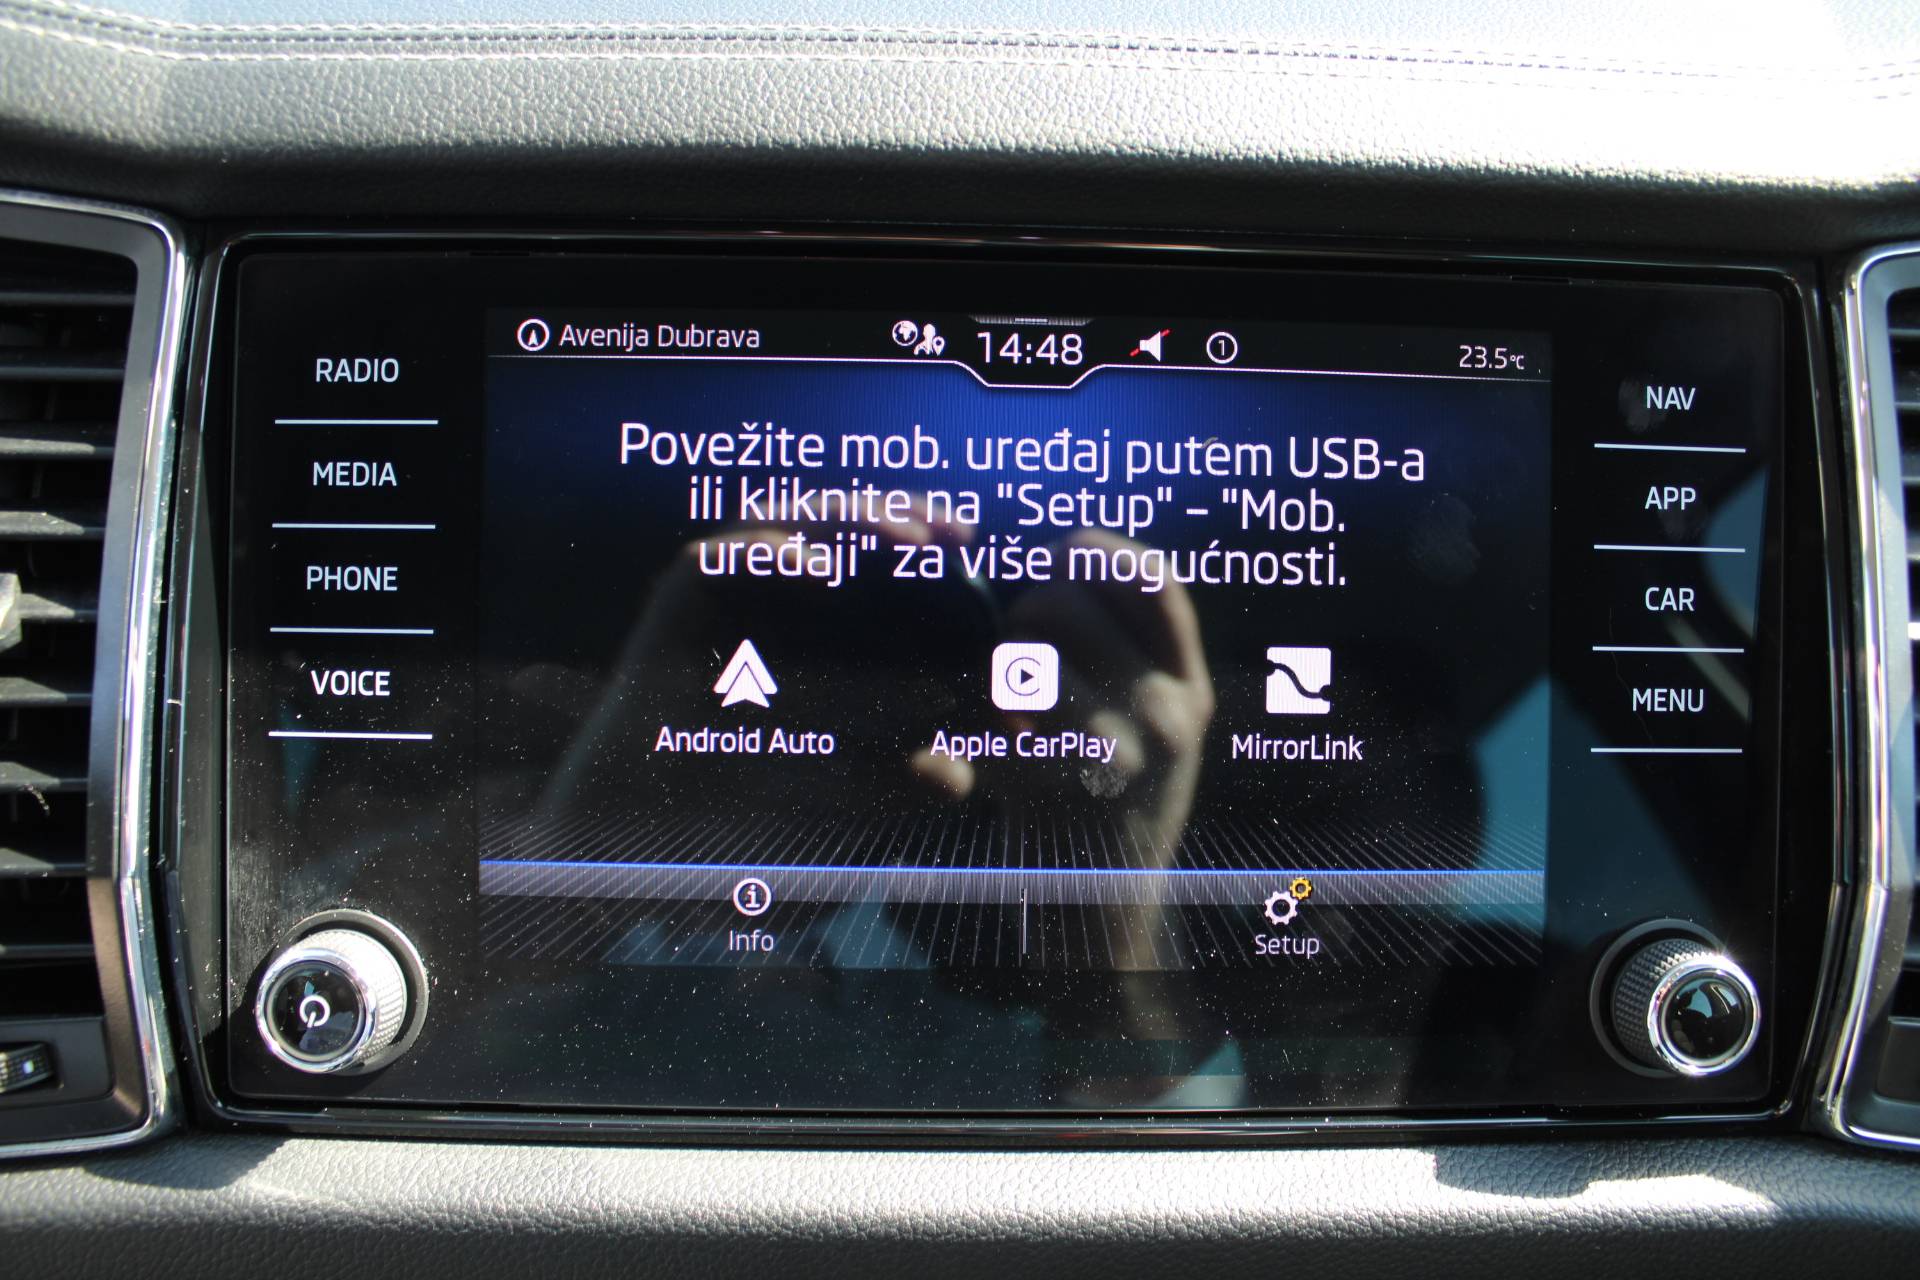 Avenija Dubrava 14:48 1 23.5°C
RADIO
MEDIA
PHONE
VOICE
Povežite mob. uređaj putem USB-a
ili kliknite na "Setup" – "Mob.
uređaji" za više mogućnosti.
Android Auto Apple CarPlay MirrorLink
Info Setup
NAV
APP
CAR
MENU